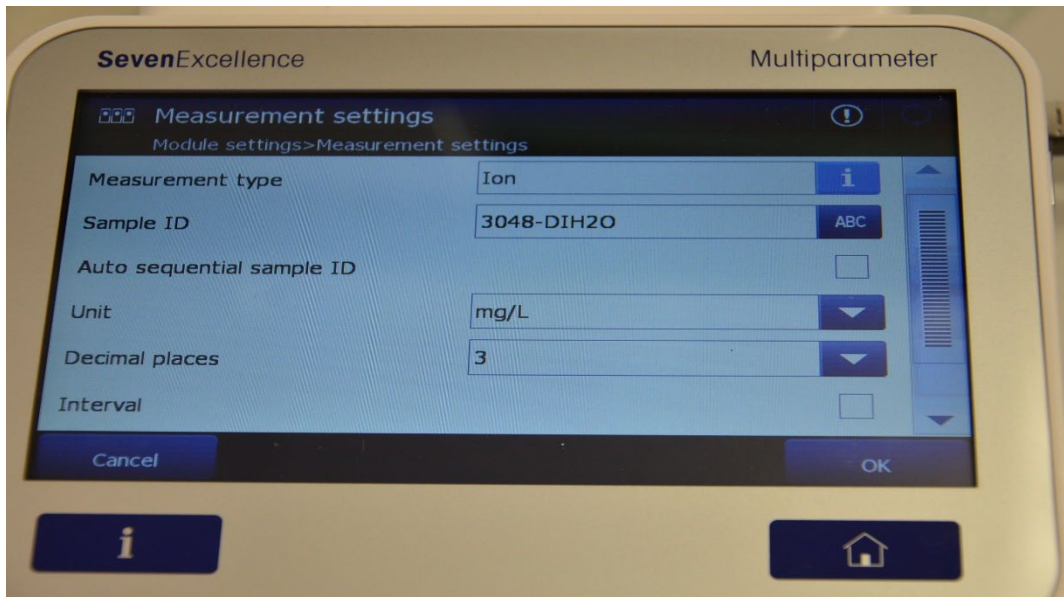 SevenExcellence Multiparameter
Measurement settings
Module settings>Measurement settings
Measurement type Ion i
Sample ID 3048-DIH2O ABC
Auto sequential sample ID
Unit mg/L
Decimal places 3
Interval
Cancel OK
i